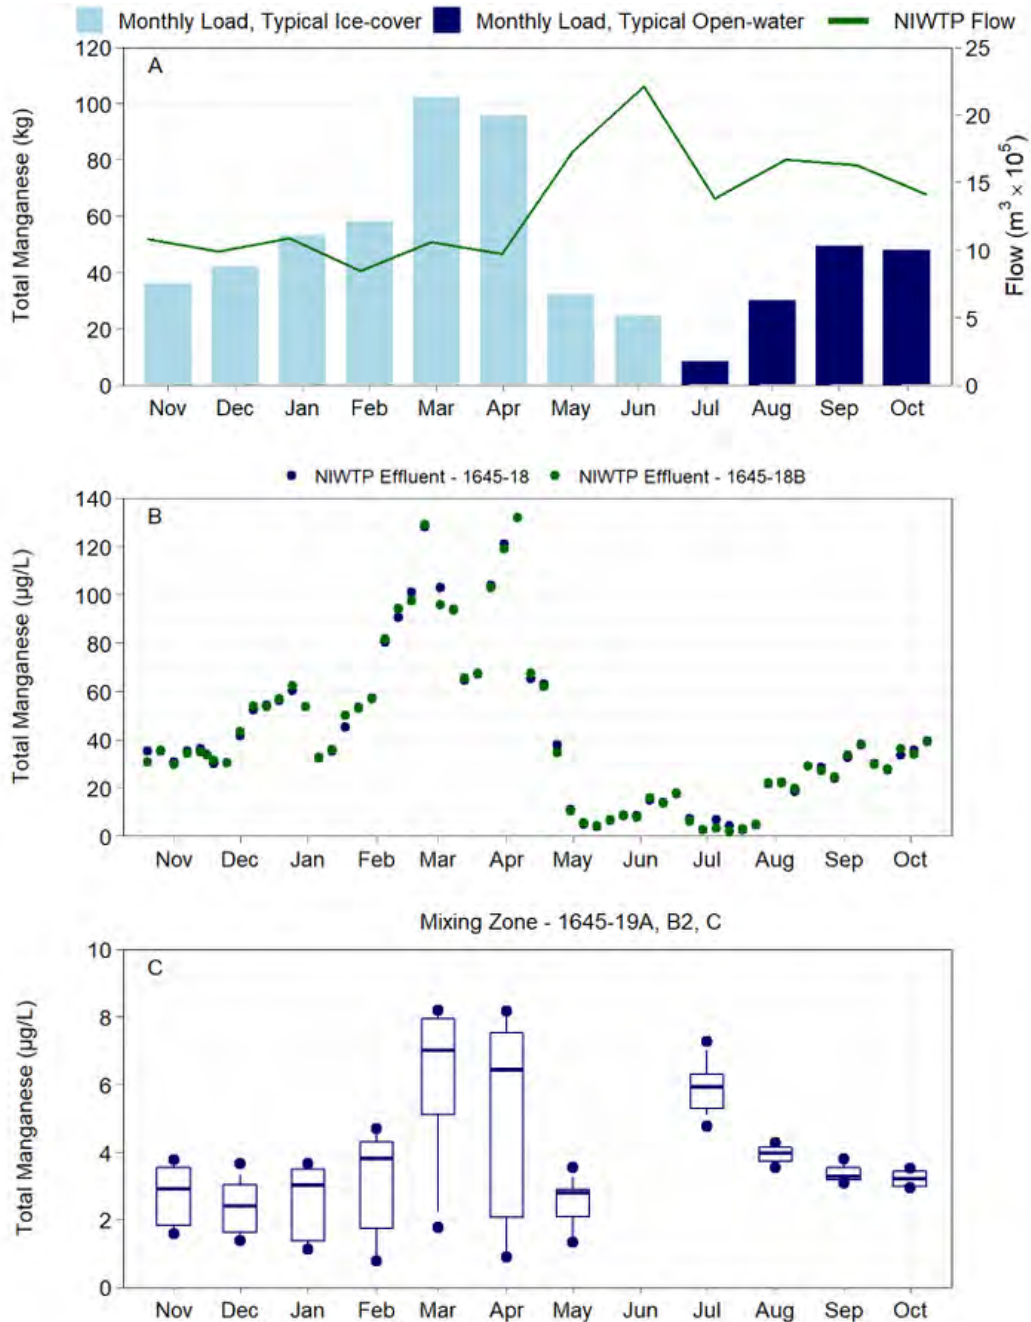 Monthly Load, Typical Ice-cover Monthly Load, Typical Open-water NIWTP Flow
A
Total Manganese (kg)
120
100
80
60
40
20
0
25
20
15
10
5
0
Flow (m³ × 10⁵)
Nov Dec Jan Feb Mar Apr May Jun Jul Aug Sep Oct
NIWTP Effluent - 1645-18 NIWTP Effluent - 1645-18B
B
Total Manganese (µg/L)
140
120
100
80
60
40
20
0
Nov Dec Jan Feb Mar Apr May Jun Jul Aug Sep Oct
Mixing Zone - 1645-19A, B2, C
C
Total Manganese (µg/L)
10
8
6
4
2
0
Nov Dec Jan Feb Mar Apr May Jun Jul Aug Sep Oct